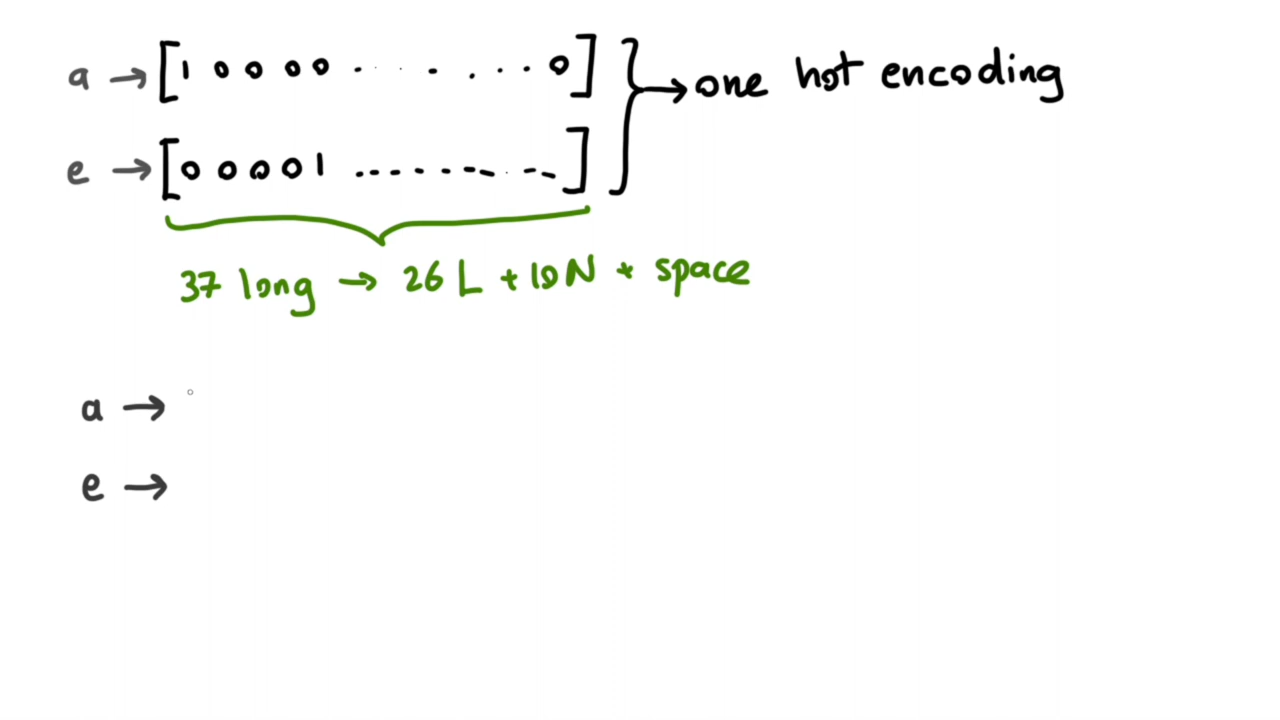 a → [1 0 0 0 0 . . . . . . . 0] } → one hot encoding
e → [0 0 0 0 1 ............]
37 long → 26 L + 10 N + space
a →
e →